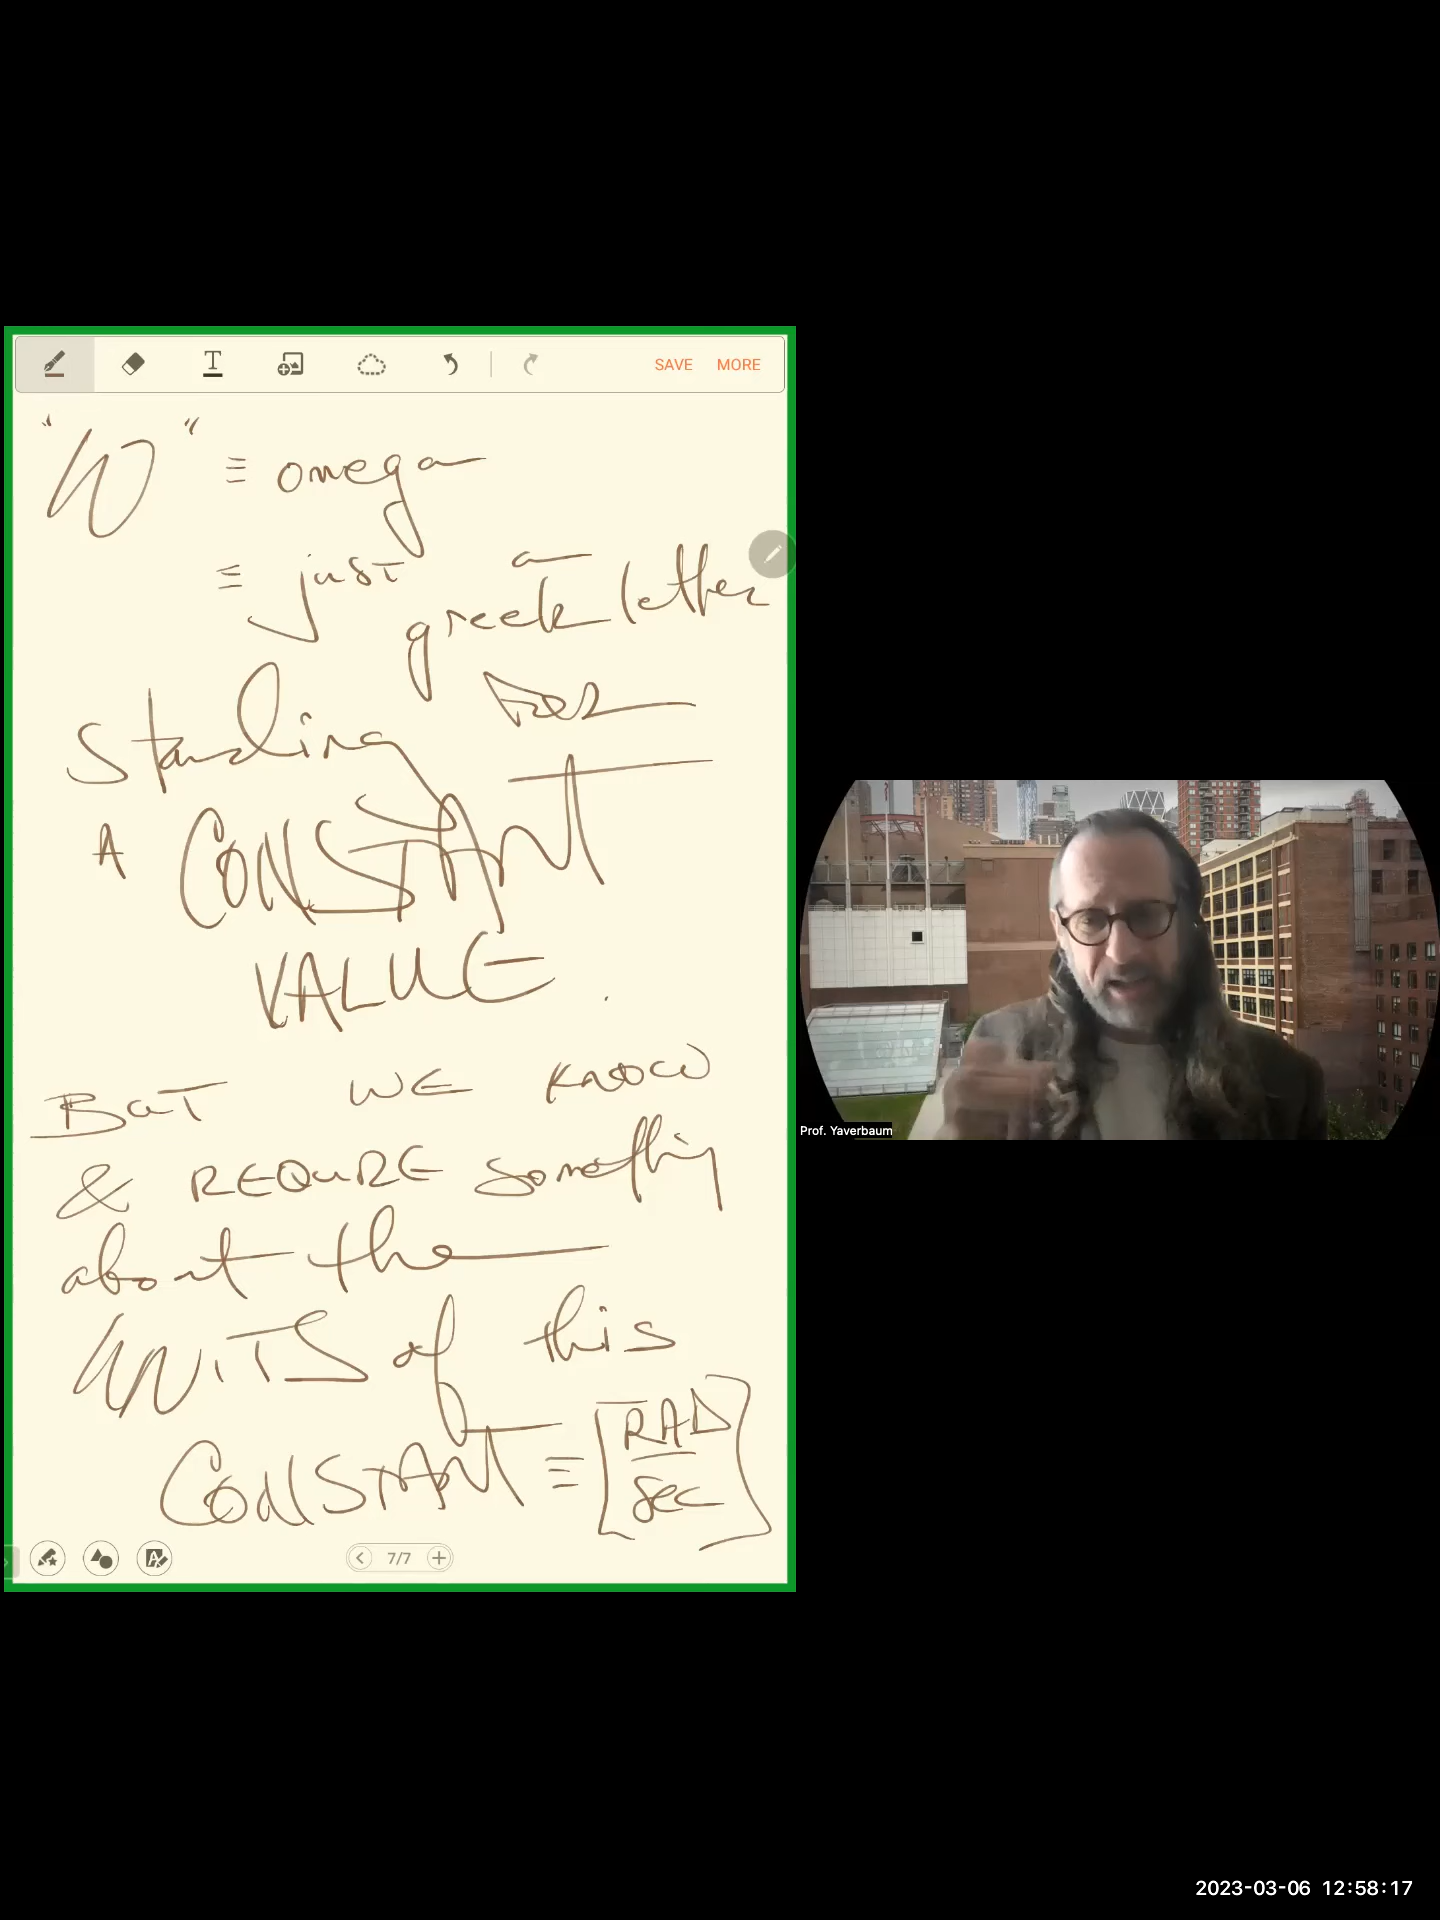 SAVE MORE
"ω" ≡ omega
≡ just a
greek letter
standing FOR
A CONSTANT
VALUE.
BuT WE KNOW
& REQUIRE something
about the
UNITS of this
CONSTANT ≡ [RAD
sec]
7/7
Prof. Yaverbaum
2023-03-06 12:58:17